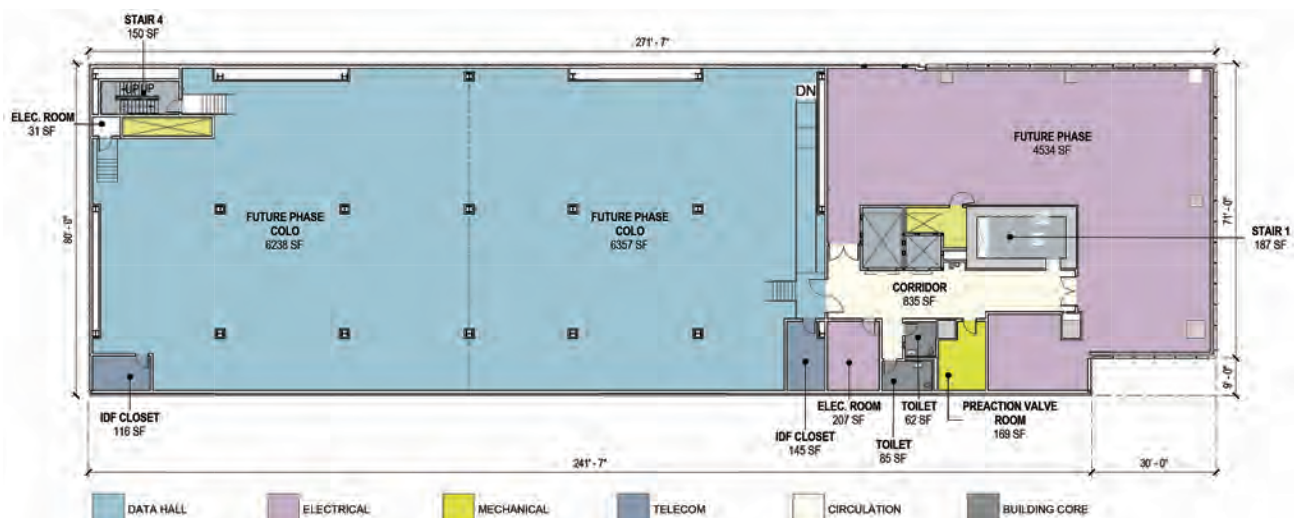 STAIR 4
150 SF
271' - 7"
UP UP
DN
ELEC. ROOM
31 SF
FUTURE PHASE
4534 SF
80' - 0"
FUTURE PHASE
COLO
6238 SF
FUTURE PHASE
COLO
6357 SF
71' - 0"
STAIR 1
187 SF
CORRIDOR
835 SF
9' - 0"
IDF CLOSET
116 SF
IDF CLOSET
145 SF
ELEC. ROOM
207 SF
TOILET
62 SF
TOILET
85 SF
PREACTION VALVE
ROOM
169 SF
241' - 7"
30' - 0"
DATA HALL
ELECTRICAL
MECHANICAL
TELECOM
CIRCULATION
BUILDING CORE